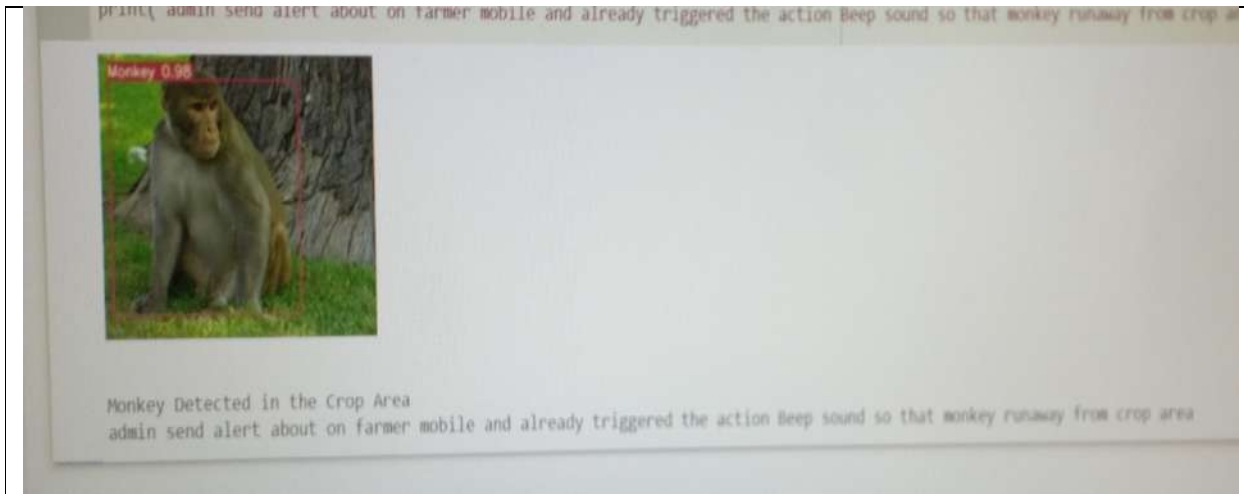 print( admin send alert about on farmer mobile and already triggered the action Beep sound so that monkey runaway from crop
Monkey 0.98
Monkey Detected in the Crop Area
admin send alert about on farmer mobile and already triggered the action Beep sound so that monkey runaway from crop area